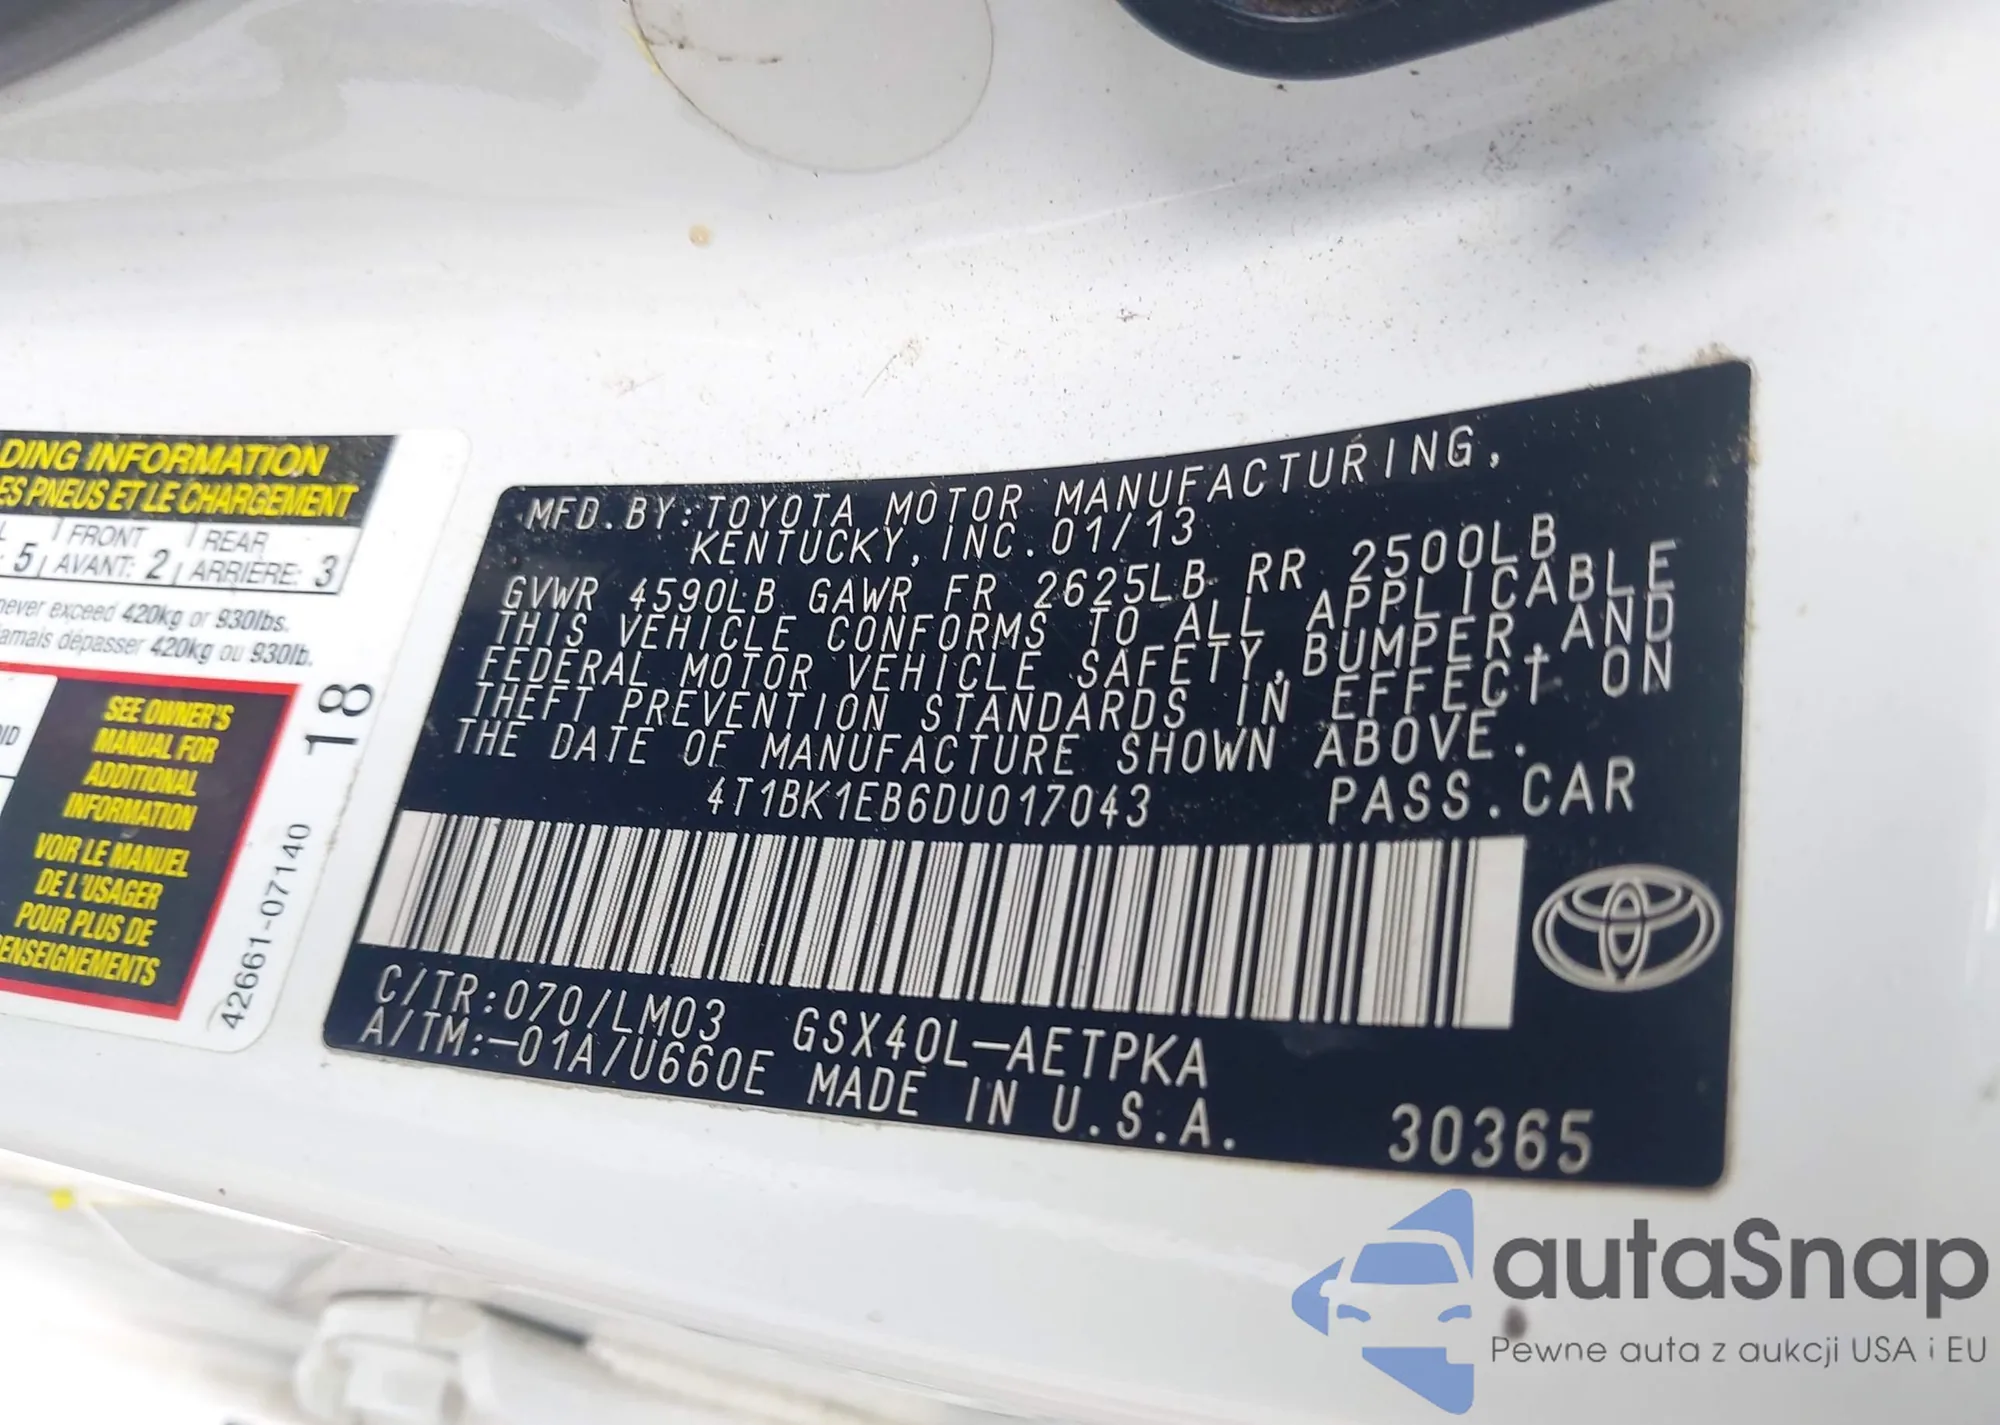 DING INFORMATION
ES PNEUS ET LE CHARGEMENT
FRONT REAR
: 5 AVANT: 2 ARRIÈRE: 3
never exceed 420kg or 930lbs.
jamais dépasser 420kg ou 930lb.
SEE OWNER'S
MANUAL FOR
ADDITIONAL
INFORMATION
VOIR LE MANUEL
DE L'USAGER
POUR PLUS DE
RENSEIGNEMENTS
18
42661-07140
MFD. BY: TOYOTA MOTOR MANUFACTURING,
KENTUCKY, INC. 01/13
GVWR 4590LB GAWR FR 2625LB RR 2500LB
THIS VEHICLE CONFORMS TO ALL APPLICABLE
FEDERAL MOTOR VEHICLE SAFETY, BUMPER, AND
THEFT PREVENTION STANDARDS IN EFFECT ON
THE DATE OF MANUFACTURE SHOWN ABOVE.
4T1BK1EB6DU017043 PASS. CAR
C/TR:070/LM03 GSX40L-AETPKA
A/TM:-01A/U660E MADE IN U.S.A.
30365
autaSnap
Pewne auta z aukcji USA i EU